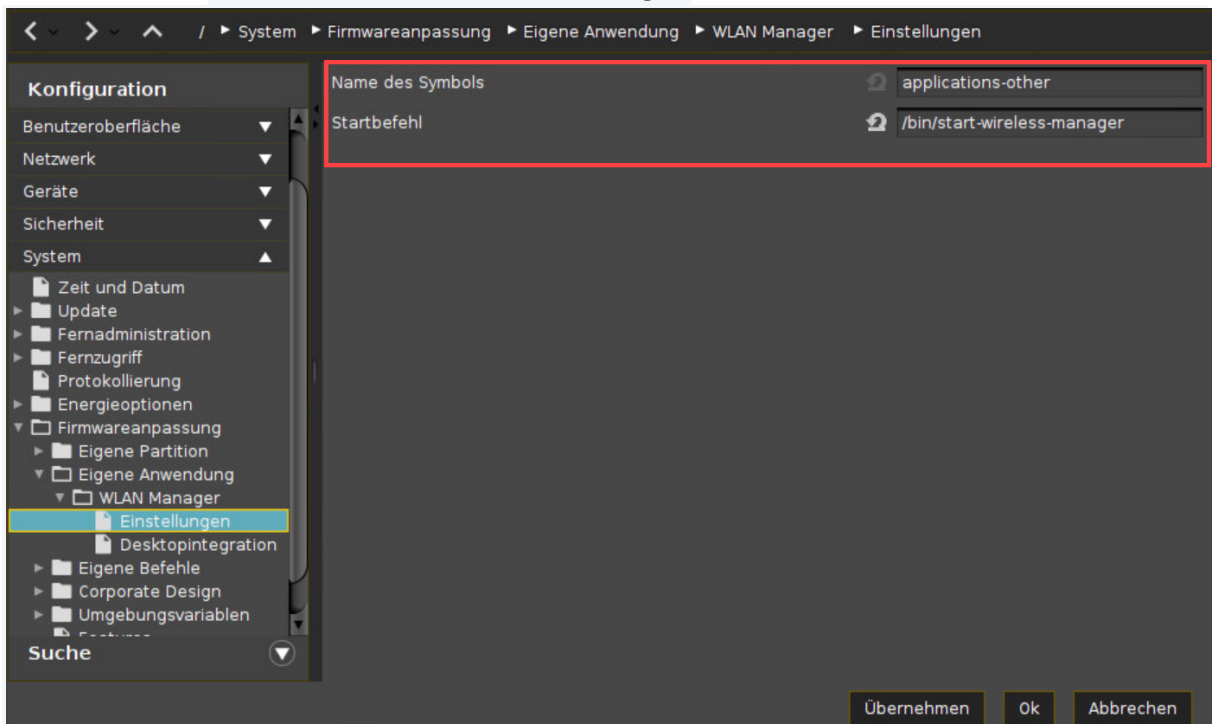 / System Firmwareanpassung Eigene Anwendung WLAN Manager Einstellungen
Konfiguration
Benutzeroberfläche
Netzwerk
Geräte
Sicherheit
System
Zeit und Datum
Update
Fernadministration
Fernzugriff
Protokollierung
Energieoptionen
Firmwareanpassung
Eigene Partition
Eigene Anwendung
WLAN Manager
Einstellungen
Desktopintegration
Eigene Befehle
Corporate Design
Umgebungsvariablen
Suche
Name des Symbols applications-other
Startbefehl /bin/start-wireless-manager
Übernehmen Ok Abbrechen